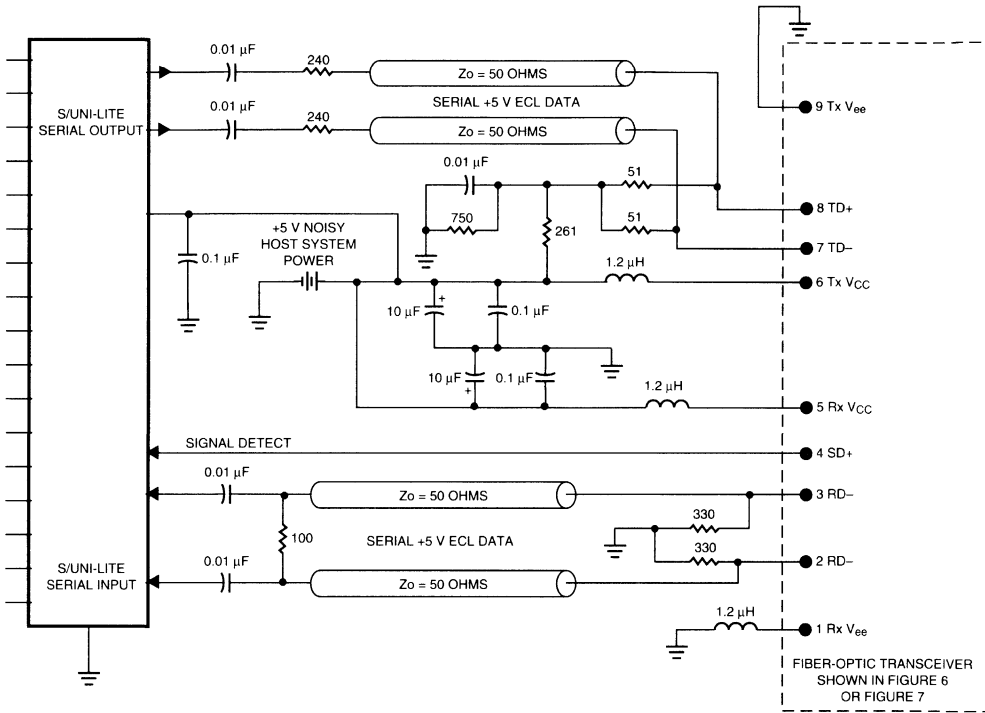 0.01 µF
240
Zo = 50 OHMS
S/UNI-LITE
SERIAL OUTPUT
SERIAL +5 V ECL DATA
0.01 µF
240
Zo = 50 OHMS
9 Tx Vee
0.01 µF
51
750
51
261
8 TD+
7 TD–
+5 V NOISY
HOST SYSTEM
POWER
0.1 µF
1.2 µH
6 Tx VCC
10 µF
+
0.1 µF
10 µF
+
0.1 µF
1.2 µH
5 Rx VCC
SIGNAL DETECT
4 SD+
0.01 µF
Zo = 50 OHMS
3 RD–
330
100
SERIAL +5 V ECL DATA
330
2 RD–
S/UNI-LITE
SERIAL INPUT
0.01 µF
Zo = 50 OHMS
1.2 µH
1 Rx Vee
FIBER-OPTIC TRANSCEIVER
SHOWN IN FIGURE 6
OR FIGURE 7